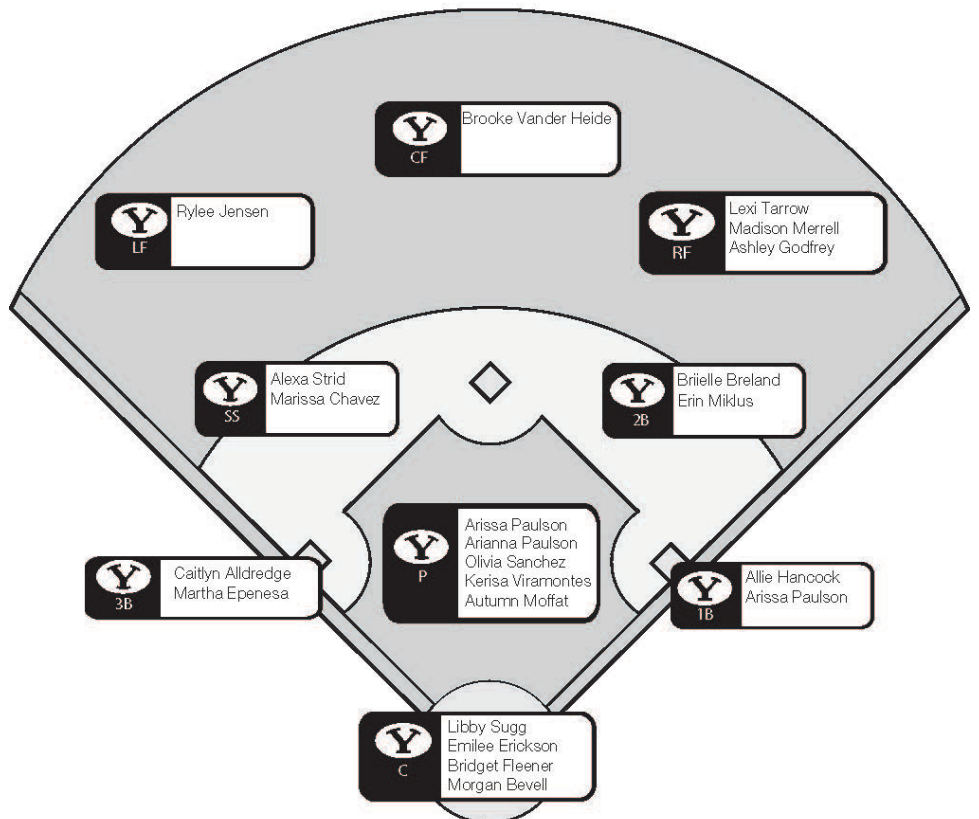 Y
CF
Brooke Vander Heide
Y
LF
Rylee Jensen
Y
RF
Lexi Tarrow
Madison Merrell
Ashley Godfrey
Y
SS
Alexa Strid
Marissa Chavez
Y
2B
Briielle Breland
Erin Miklus
Y
P
Arissa Paulson
Arianna Paulson
Olivia Sanchez
Kerisa Viramontes
Autumn Moffat
Y
3B
Caitlyn Alldredge
Martha Epenesa
Y
1B
Allie Hancock
Arissa Paulson
Y
C
Libby Sugg
Emilee Erickson
Bridget Fleener
Morgan Bevell